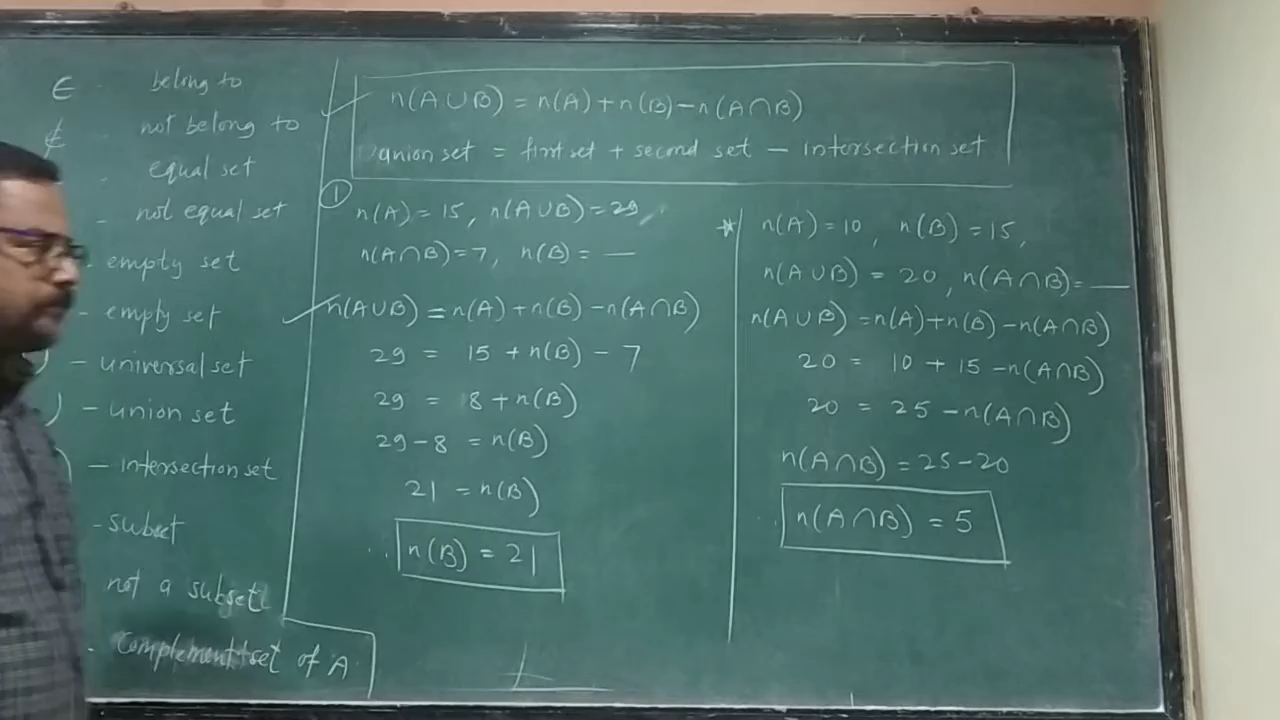 ∈ - belong to
∉ - not belong to
- equal set
- not equal set
- empty set
- empty set
- universal set
- union set
- intersection set
- subset
not a subset
- complement set of A
n(A∪B) = n(A) + n(B) - n(A∩B)
union set = first set + second set - intersection set
① n(A) = 15, n(A∪B) = 29
n(A∩B) = 7, n(B) = —
n(A∪B) = n(A) + n(B) - n(A∩B)
29 = 15 + n(B) - 7
29 = 8 + n(B)
29 - 8 = n(B)
21 = n(B)
n(B) = 21
* n(A) = 10, n(B) = 15,
n(A∪B) = 20, n(A∩B) = —
n(A∪B) = n(A) + n(B) - n(A∩B)
20 = 10 + 15 - n(A∩B)
20 = 25 - n(A∩B)
n(A∩B) = 25 - 20
n(A∩B) = 5